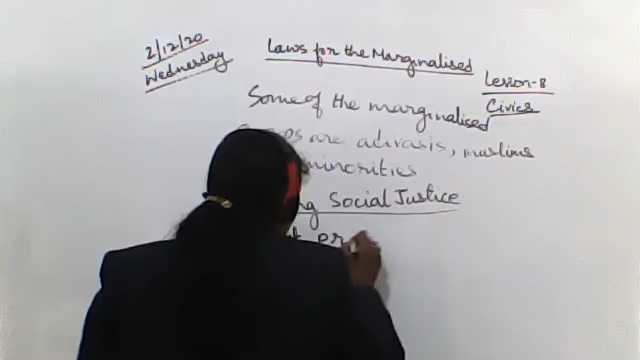 2/12/20
Wednesday
Laws for the Marginalised
Lesson-8
Civics
Some of the marginalised
are adivasis, muslims
minorities
Social Justice